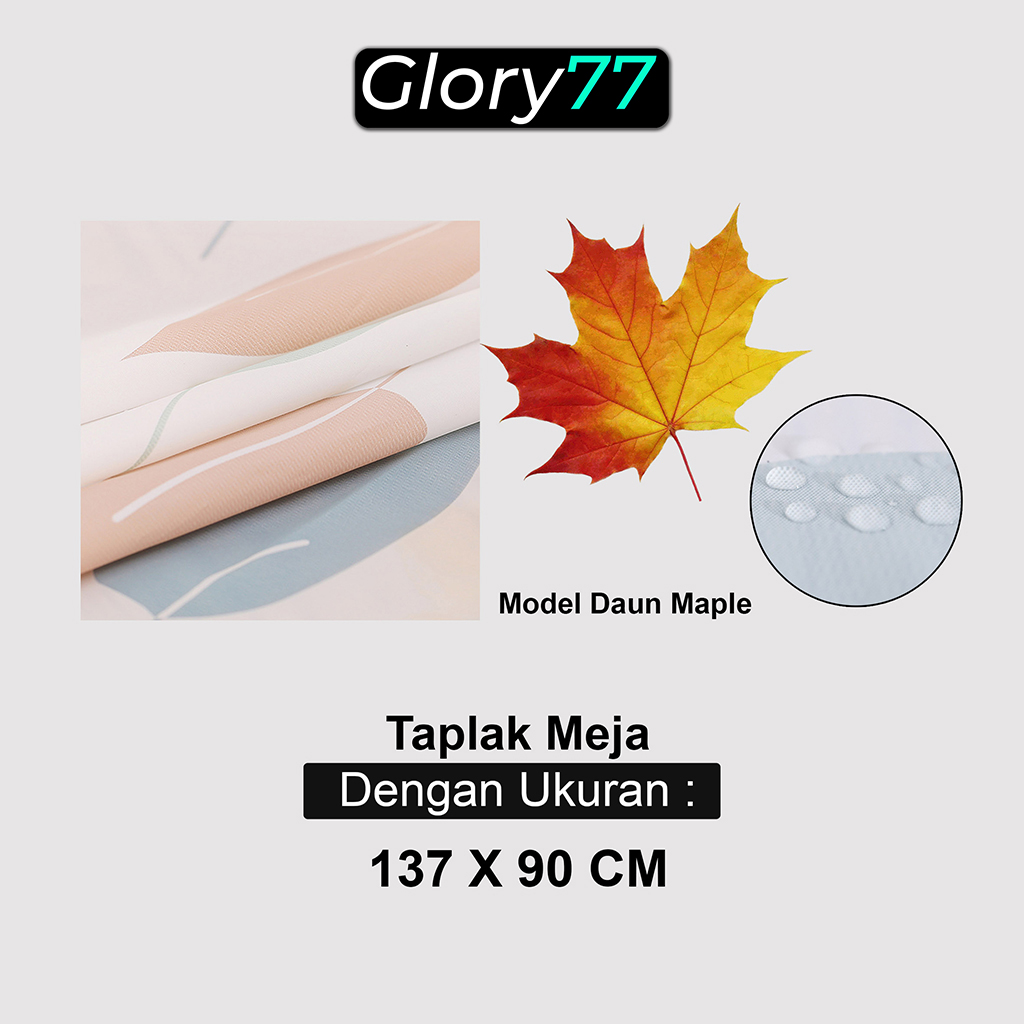 Glory77
Model Daun Maple
Taplak Meja
Dengan Ukuran :
137 X 90 CM